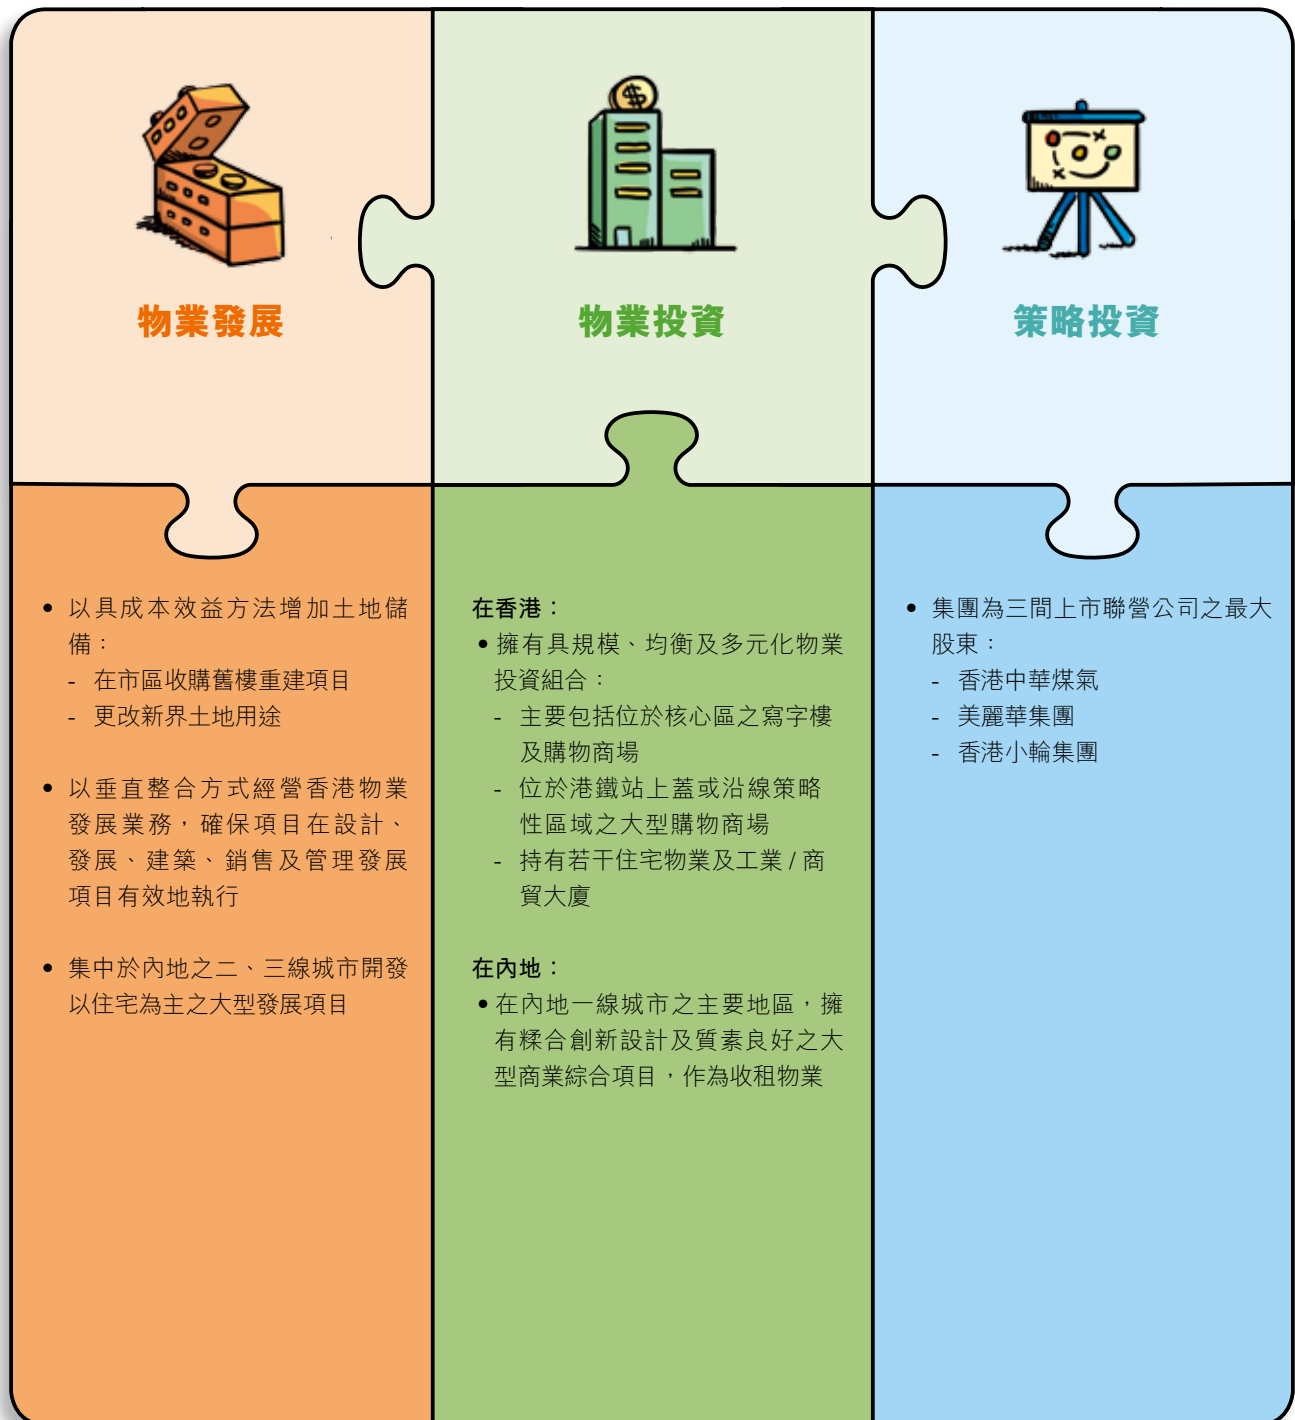 物業發展
物業投資
策略投資
• 以具成本效益方法增加土地儲
備：
- 在市區收購舊樓重建項目
- 更改新界土地用途
• 以垂直整合方式經營香港物業
發展業務，確保項目在設計、
發展、建築、銷售及管理發展
項目有效地執行
• 集中於內地之二、三線城市開發
以住宅為主之大型發展項目
在香港：
• 擁有具規模、均衡及多元化物業
投資組合：
- 主要包括位於核心區之寫字樓
及購物商場
- 位於港鐵站上蓋或沿線策略
性區域之大型購物商場
- 持有若干住宅物業及工業 / 商
貿大廈
在內地：
• 在內地一線城市之主要地區，擁
有糅合創新設計及質素良好之大
型商業綜合項目，作為收租物業
• 集團為三間上市聯營公司之最大
股東：
- 香港中華煤氣
- 美麗華集團
- 香港小輪集團